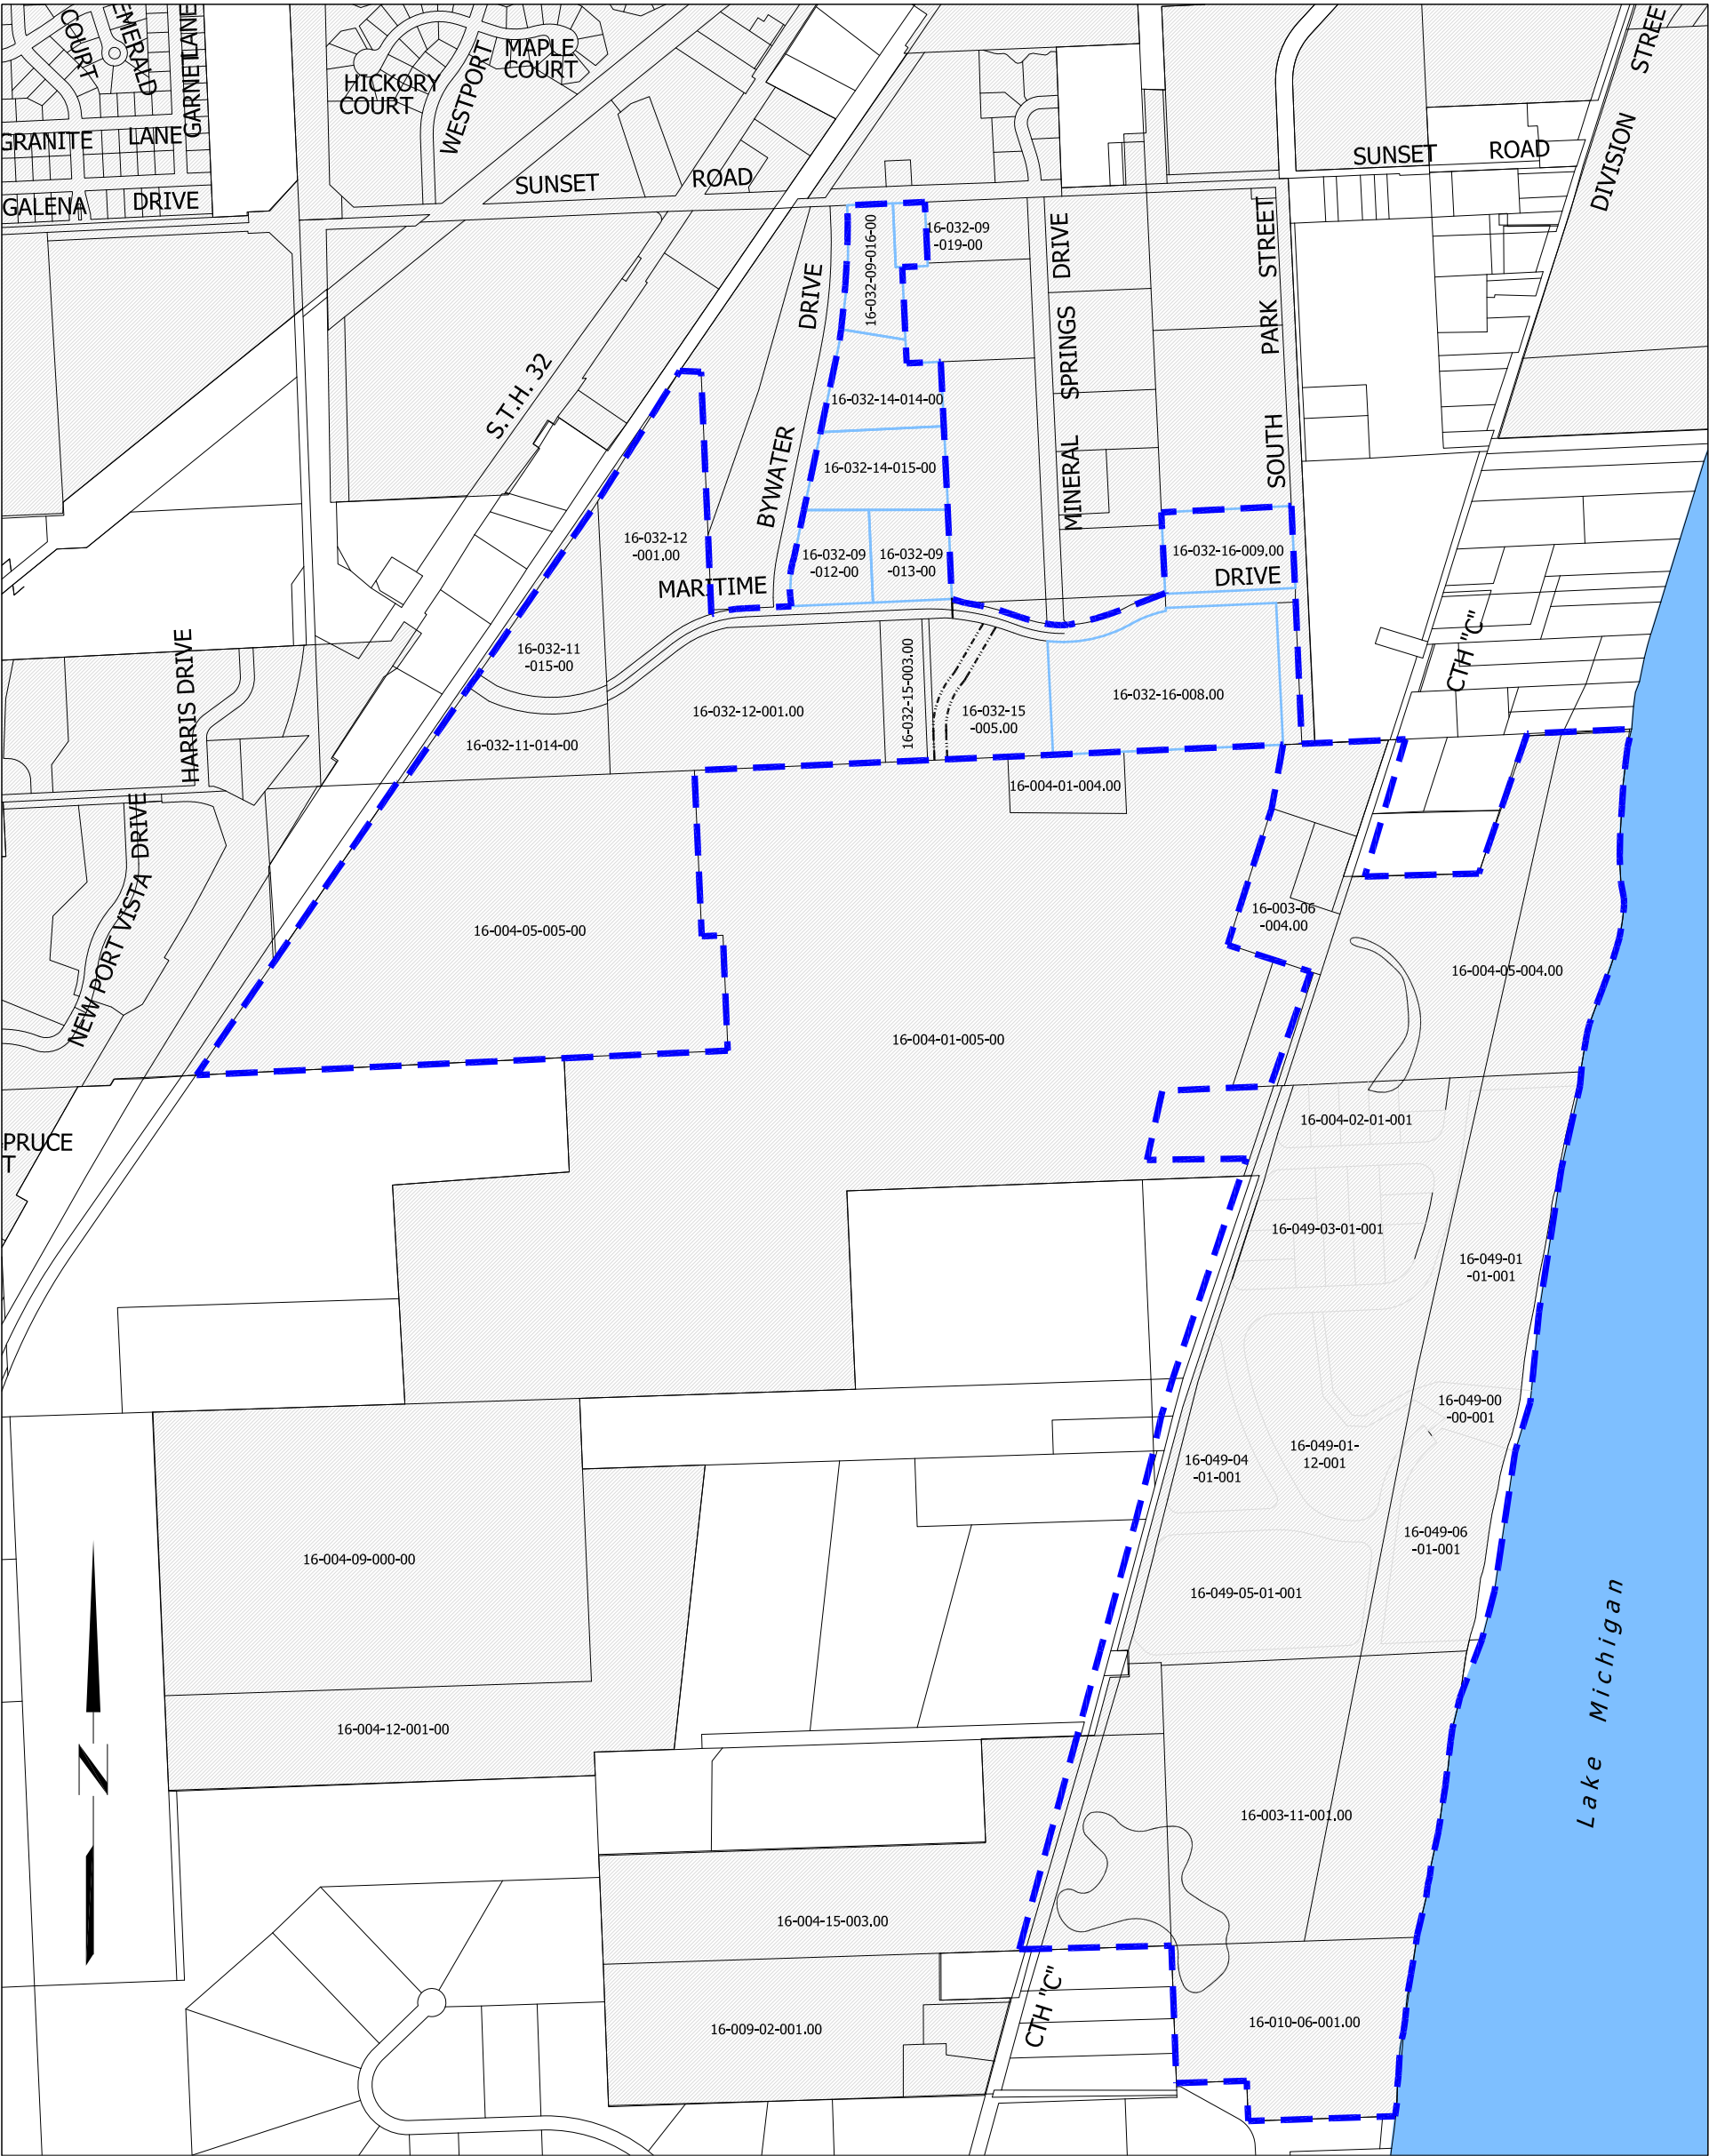 COURT
EMERALD
GARNET LANE
GRANITE LANE
GALENA DRIVE
HICKORY
COURT
WESTPORT
MAPLE
COURT
SUNSET ROAD
SUNSET ROAD
DIVISION STREE
S.T.H. 32
BYWATER DRIVE
MINERAL SPRINGS DRIVE
SOUTH PARK STREET
16-032-09-016-00
16-032-09
-019-00
16-032-14-014-00
16-032-14-015-00
16-032-09
-012-00
16-032-09
-013-00
16-032-12
-001.00
MARITIME DRIVE
16-032-16-009.00
16-032-11
-015-00
16-032-12-001.00
16-032-11-014-00
16-032-15-003.00
16-032-15
-005.00
16-032-16-008.00
CTH "C"
HARRIS DRIVE
NEW PORT VISTA DRIVE
16-004-01-004.00
16-004-05-005-00
16-003-06
-004.00
16-004-05-004.00
16-004-01-005-00
PRUCE
T
16-004-02-01-001
16-049-03-01-001
16-049-01
-01-001
16-049-00
-00-001
16-049-04
-01-001
16-049-01-
12-001
16-049-06
-01-001
16-049-05-01-001
16-004-09-000-00
16-004-12-001-00
N
Lake Michigan
16-003-11-001.00
16-004-15-003.00
16-009-02-001.00
CTH "C"
16-010-06-001.00